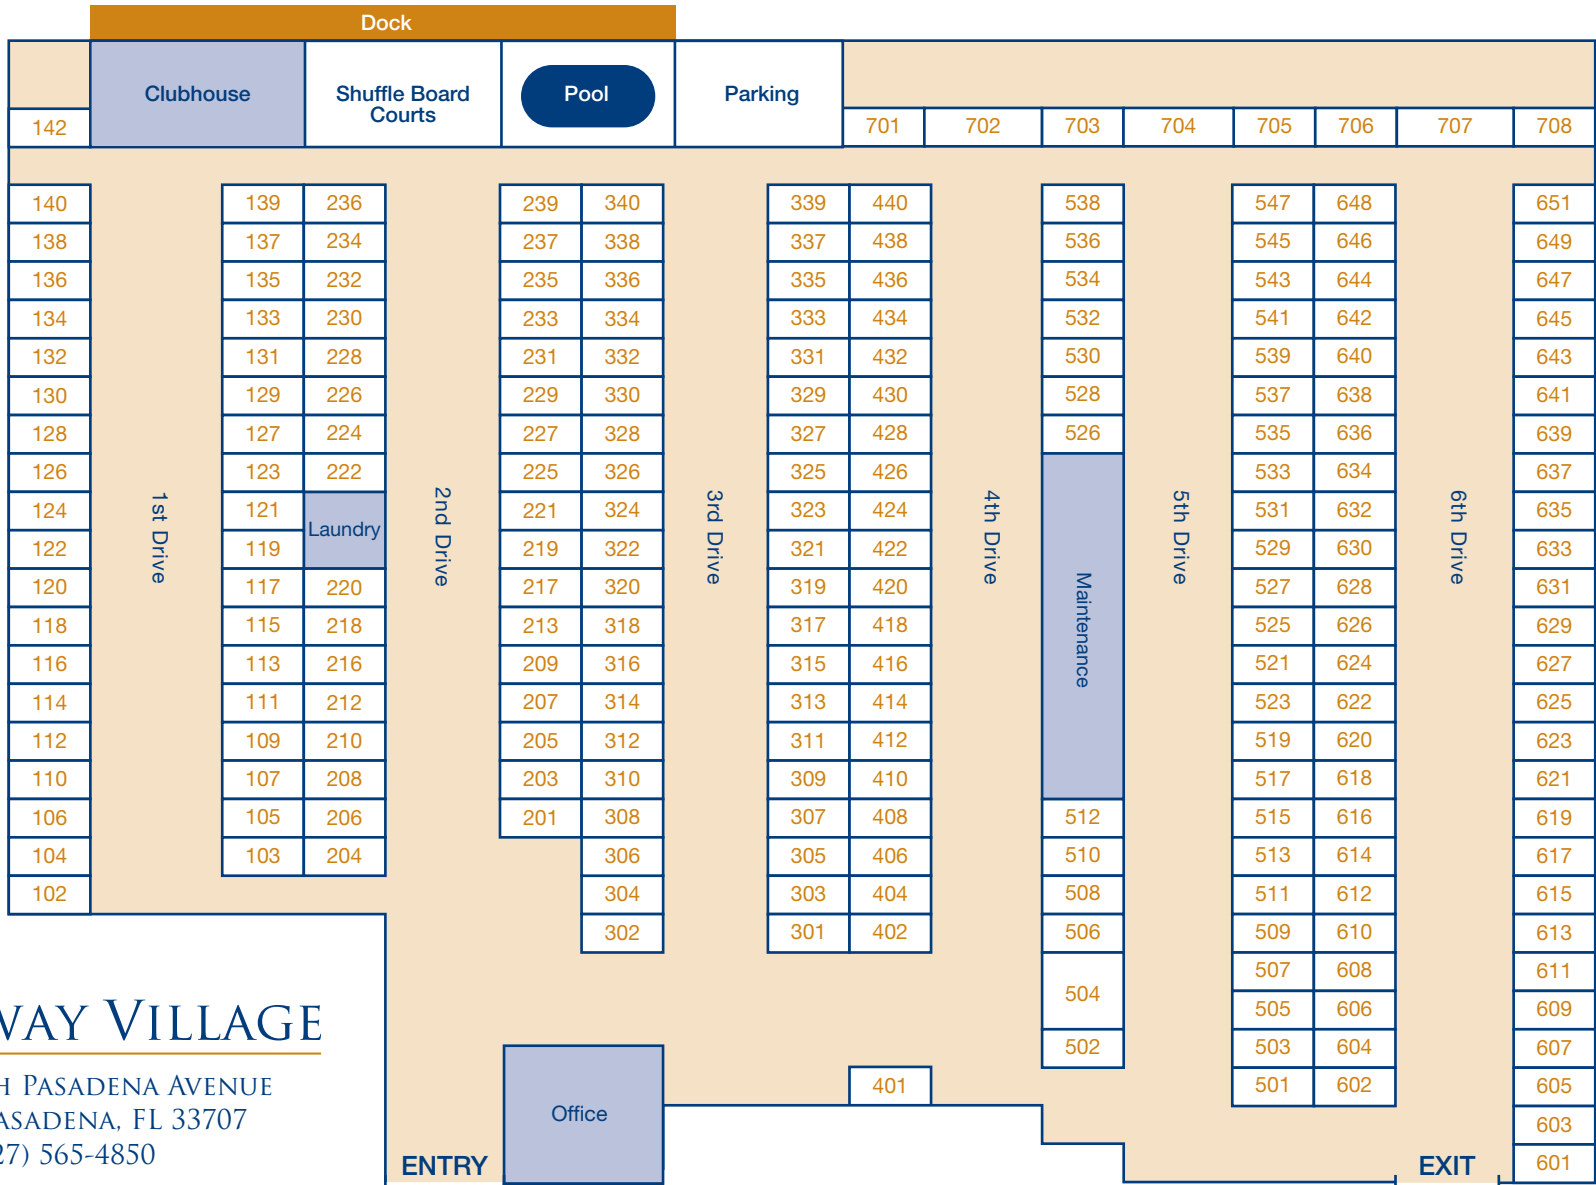 Dock
Clubhouse
Shuffle Board
Courts
Pool
Parking
142
701 702 703 704 705 706 707 708
140 139 236 239 340 339 440 538 547 648 651
138 137 234 237 338 337 438 536 545 646 649
136 135 232 235 336 335 436 534 543 644 647
134 133 230 233 334 333 434 532 541 642 645
132 131 228 231 332 331 432 530 539 640 643
130 129 226 229 330 329 430 528 537 638 641
128 127 224 227 328 327 428 526 535 636 639
126 123 222 225 326 325 426 533 634 637
124 121 221 324 323 424 531 632 635
Laundry
122 119 219 322 321 422 529 630 633
1st Drive
2nd Drive
3rd Drive
4th Drive
5th Drive
6th Drive
Maintenance
120 117 220 217 320 319 420 527 628 631
118 115 218 213 318 317 418 525 626 629
116 113 216 209 316 315 416 521 624 627
114 111 212 207 314 313 414 523 622 625
112 109 210 205 312 311 412 519 620 623
110 107 208 203 310 309 410 517 618 621
106 105 206 201 308 307 408 512 515 616 619
104 103 204 306 305 406 510 513 614 617
102 304 303 404 508 511 612 615
302 301 402 506 509 610 613
507 608 611
504
505 606 609
502 503 604 607
401 501 602 605
603
601
WAY VILLAGE
H PASADENA AVENUE
ASADENA, FL 33707
27) 565-4850
Office
ENTRY
EXIT